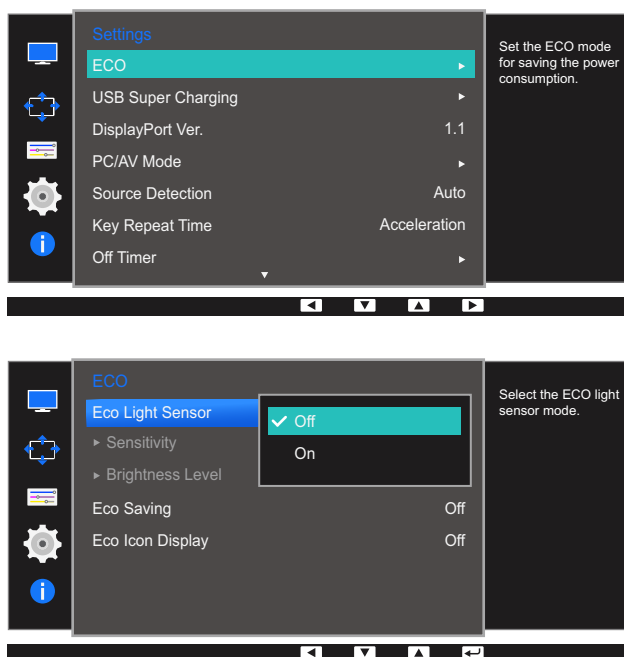 Settings
ECO
Set the ECO mode
for saving the power
consumption.
USB Super Charging
DisplayPort Ver. 1.1
PC/AV Mode
Source Detection Auto
Key Repeat Time Acceleration
Off Timer
ECO
Eco Light Sensor
Off
On
Select the ECO light
sensor mode.
Sensitivity
Brightness Level
Eco Saving Off
Eco Icon Display Off